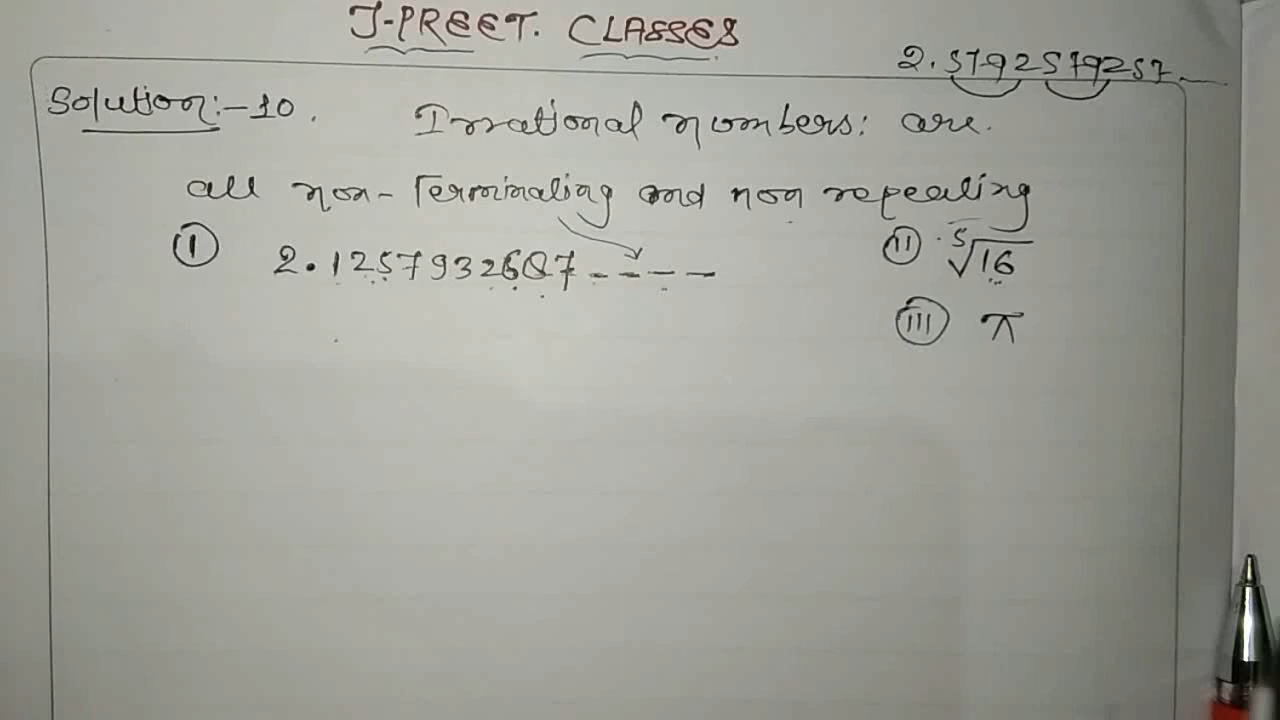 J-PREET. CLASSES
2.5792579257
Solution:-10. Irrational numbers: are.
all non-Terminating and non repeating
(I) 2.1257932687---- (II) 5√16
(III) π